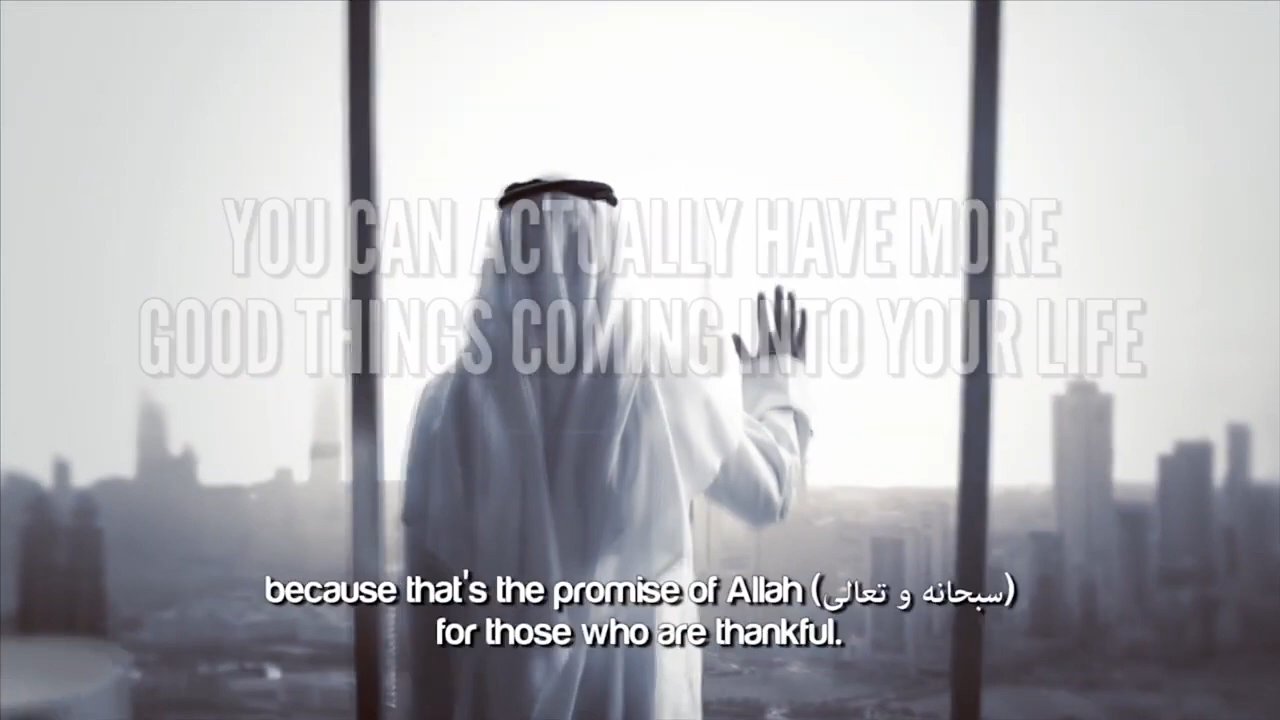 YOU CAN ACTUALLY HAVE MORE
GOOD THINGS COMING INTO YOUR LIFE
because that's the promise of Allah (سبحانه و تعالى)
for those who are thankful.